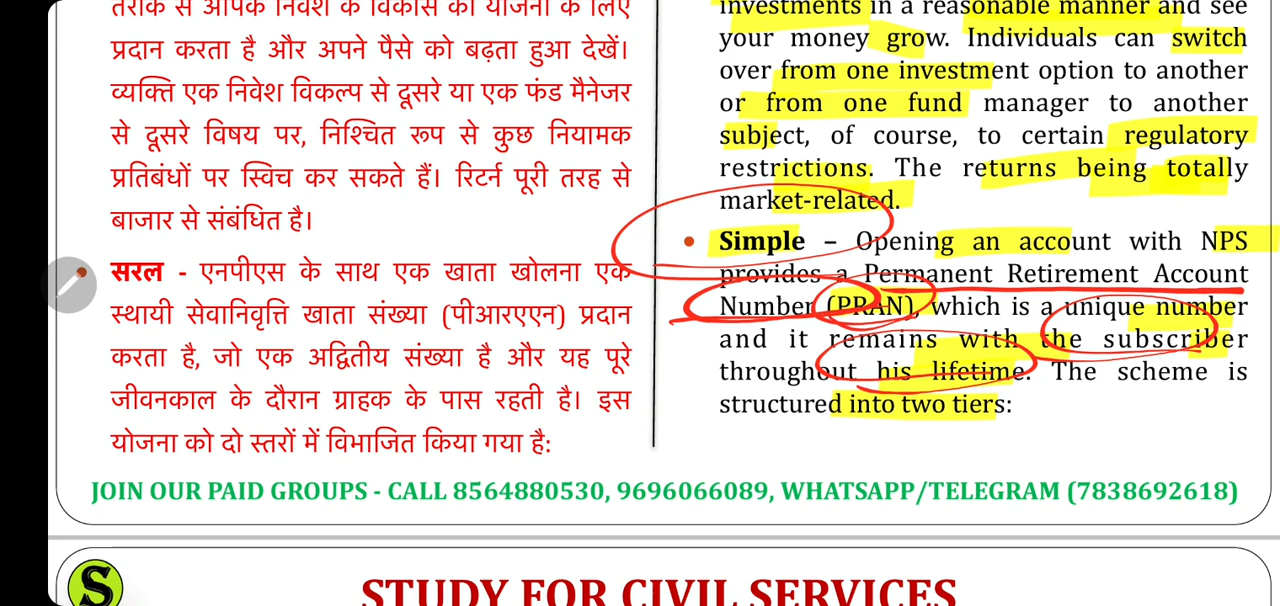 तरीके से आपके निवेश के विकास की योजना के लिए
प्रदान करता है और अपने पैसे को बढ़ता हुआ देखें।
व्यक्ति एक निवेश विकल्प से दूसरे या एक फंड मैनेजर
से दूसरे विषय पर, निश्चित रूप से कुछ नियामक
प्रतिबंधों पर स्विच कर सकते हैं। रिटर्न पूरी तरह से
बाजार से संबंधित है।
सरल - एनपीएस के साथ एक खाता खोलना एक
स्थायी सेवानिवृत्ति खाता संख्या (पीआरएएन) प्रदान
करता है, जो एक अद्वितीय संख्या है और यह पूरे
जीवनकाल के दौरान ग्राहक के पास रहती है। इस
योजना को दो स्तरों में विभाजित किया गया है:
investments in a reasonable manner and see
your money grow. Individuals can switch
over from one investment option to another
or from one fund manager to another
subject, of course, to certain regulatory
restrictions. The returns being totally
market-related.
• Simple – Opening an account with NPS
provides a Permanent Retirement Account
Number (PRAN), which is a unique number
and it remains with the subscriber
throughout his lifetime. The scheme is
structured into two tiers:
JOIN OUR PAID GROUPS - CALL 8564880530, 9696066089, WHATSAPP/TELEGRAM (7838692618)
S
STUDY FOR CIVIL SERVICES